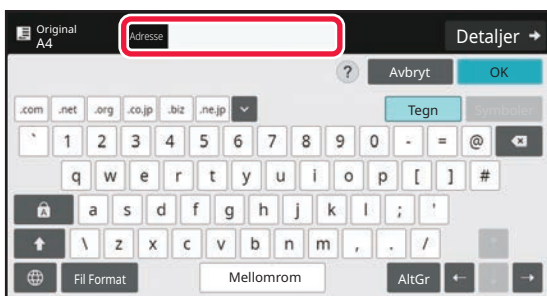 Original
A4
Adresse
Detaljer →
? Avbryt OK
.com .net .org .co.jp .biz .ne.jp Tegn Symboler
` 1 2 3 4 5 6 7 8 9 0 - = @
q w e r t y u i o p [ ] #
A a s d f g h j k l ; '
\ z x c v b n m , . /
Fil Format Mellomrom AltGr ← ↓ →